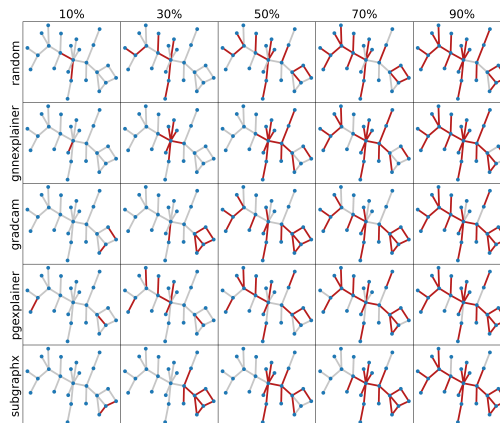 10% 30% 50% 70% 90%
random
gnnexplainer
gradcam
pgexplainer
subgraphx